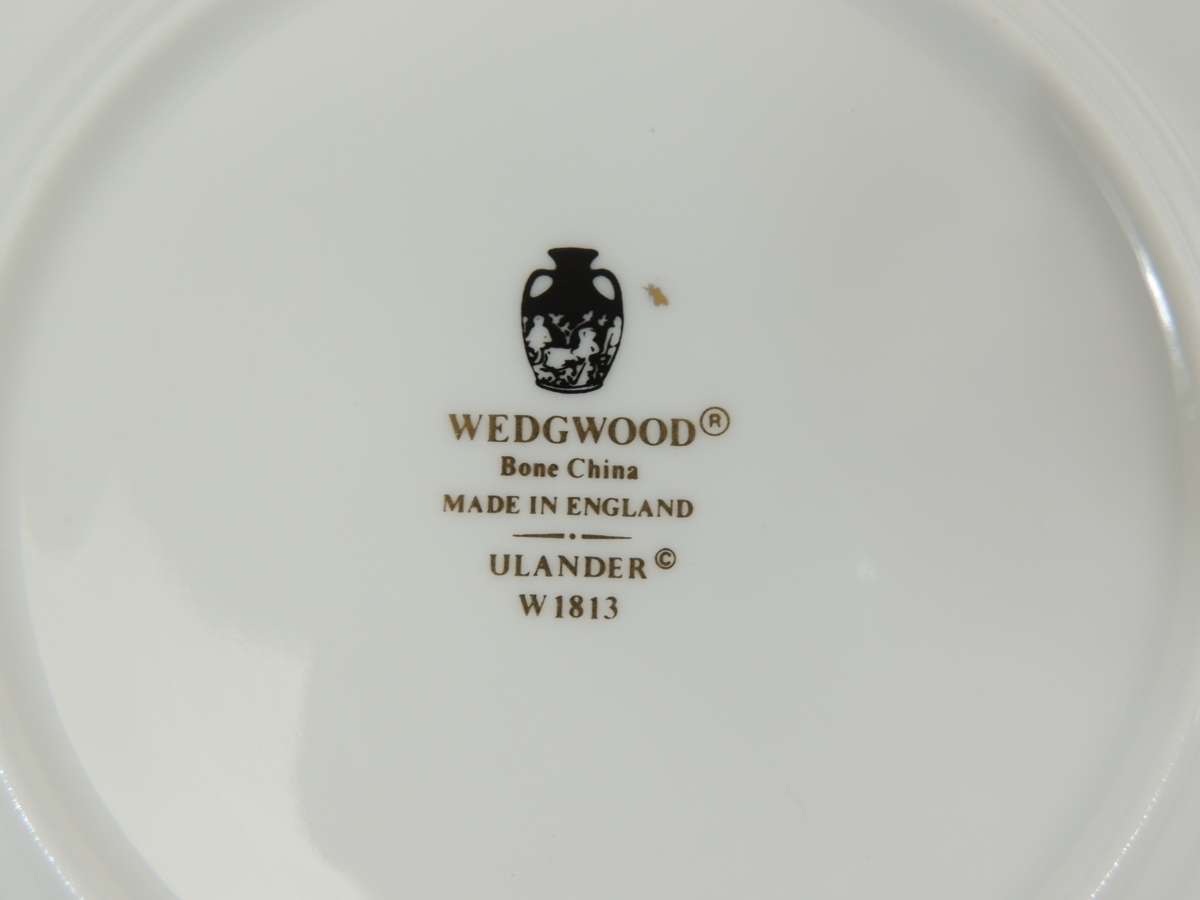 WEDGWOOD®
Bone China
MADE IN ENGLAND
ULANDER©
W1813